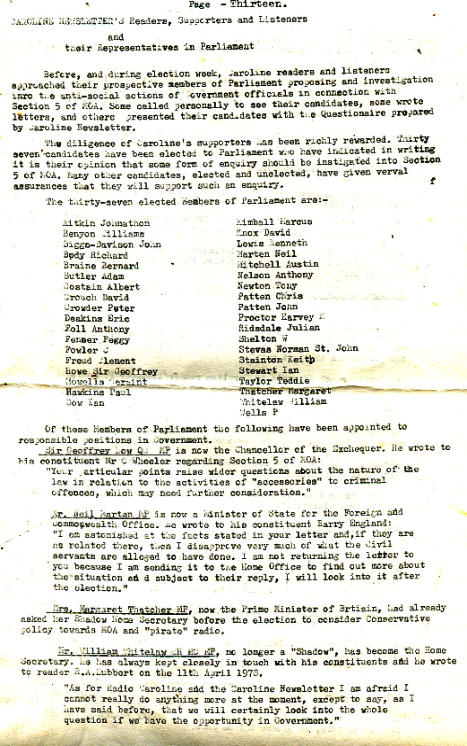 Page - Thirteen.
CAROLINE NEWSLETTER'S Readers, Supporters and Listeners
and
their Representatives in Parliament
Before, and during election week, Caroline readers and listeners
approached their prospective members of Parliament proposing and investigation
into the anti-social actions of Government officials in connection with
Section 5 of MOA. Some called personally to see their candidates, some wrote
letters, and others presented their candidates with the Questionaire prepared
by Caroline Newsletter.
The diligence of Caroline's supporters has been richly rewarded. Thirty
seven candidates have been elected to Parliament who have indicated in writing
it is their opinion that some form of enquiry should be instigated into Section
5 of MOA. Many other candidates, elected and unelected, have given verval
assurances that they will support such an enquiry.
The thirty-seven elected Members of Parliament are:-
Aitkin Johnathon
Benyon Williams
Biggs-Davison John
Body Richard
Braine Bernard
Butler Adam
Costain Albert
Crouch David
Crowder Peter
Deakins Eric
Fell Anthony
Fenner Peggy
Fowler
Freud Clement
Howe Sir Geoffrey
Howells Geraint
Hawkins Paul
Gow Ian
Kimball Marcus
Knox David
Lewis Kenneth
Marten Neil
Mitchell Austin
Nelson Anthony
Newton Tony
Patten Chris
Patten John
Proctor Harvey K
Ridsdale Julian
Shelton W
Stevas Norman St. John
Stainton Keith
Stewart Ian
Taylor Teddie
Thatcher Margaret
Whitelaw William
Wells P
Of these Members of Parliament the following have been appointed to
responsible positions in Government.
Sir Geoffrey How QC MP is now the Chancellor of the Exchequer. He wrote to
his constituent Mr C Wheeler regarding Section 5 of MOA:
"Your particular points raise wider questions about the nature of the
law in relation to the activities of "accessories" to criminal
offences, which may need further consideration."
Mr. Neil Marten MP is now a Minister of State for the Foreign and
Commonwealth Office. He wrote to his constituent Barry England:
"I am astonished at the facts stated in your letter and,if they are
as related there, then I disapprove very much of what the Civil
servants are alleged to have done. I am not returning the letter to
you because I am sending it to the Home Office to find out more about
the situation and subject to their reply, I will look into it after
the election."
Mrs. Margaret Thatcher MP, now the Prime Minister of Brtiain, had already
asked her Shadow Home Secretary before the election to consider Conservative
policy towards MOA and "pirate" radio.
Mr. William Whitelaw MP, no longer a "Shadow", has become the Home
Secretary. He has always kept closely in touch with his constituents and he wrote
to reader R.A.Lubbert on the 11th April 1978.
"As for Radio Caroline and the Caroline Newsletter I am afraid I
cannot really do anything more at the moment, except to say, as I
have said before, that we will certainly look into the whole
question if we have the opportunity in Government."